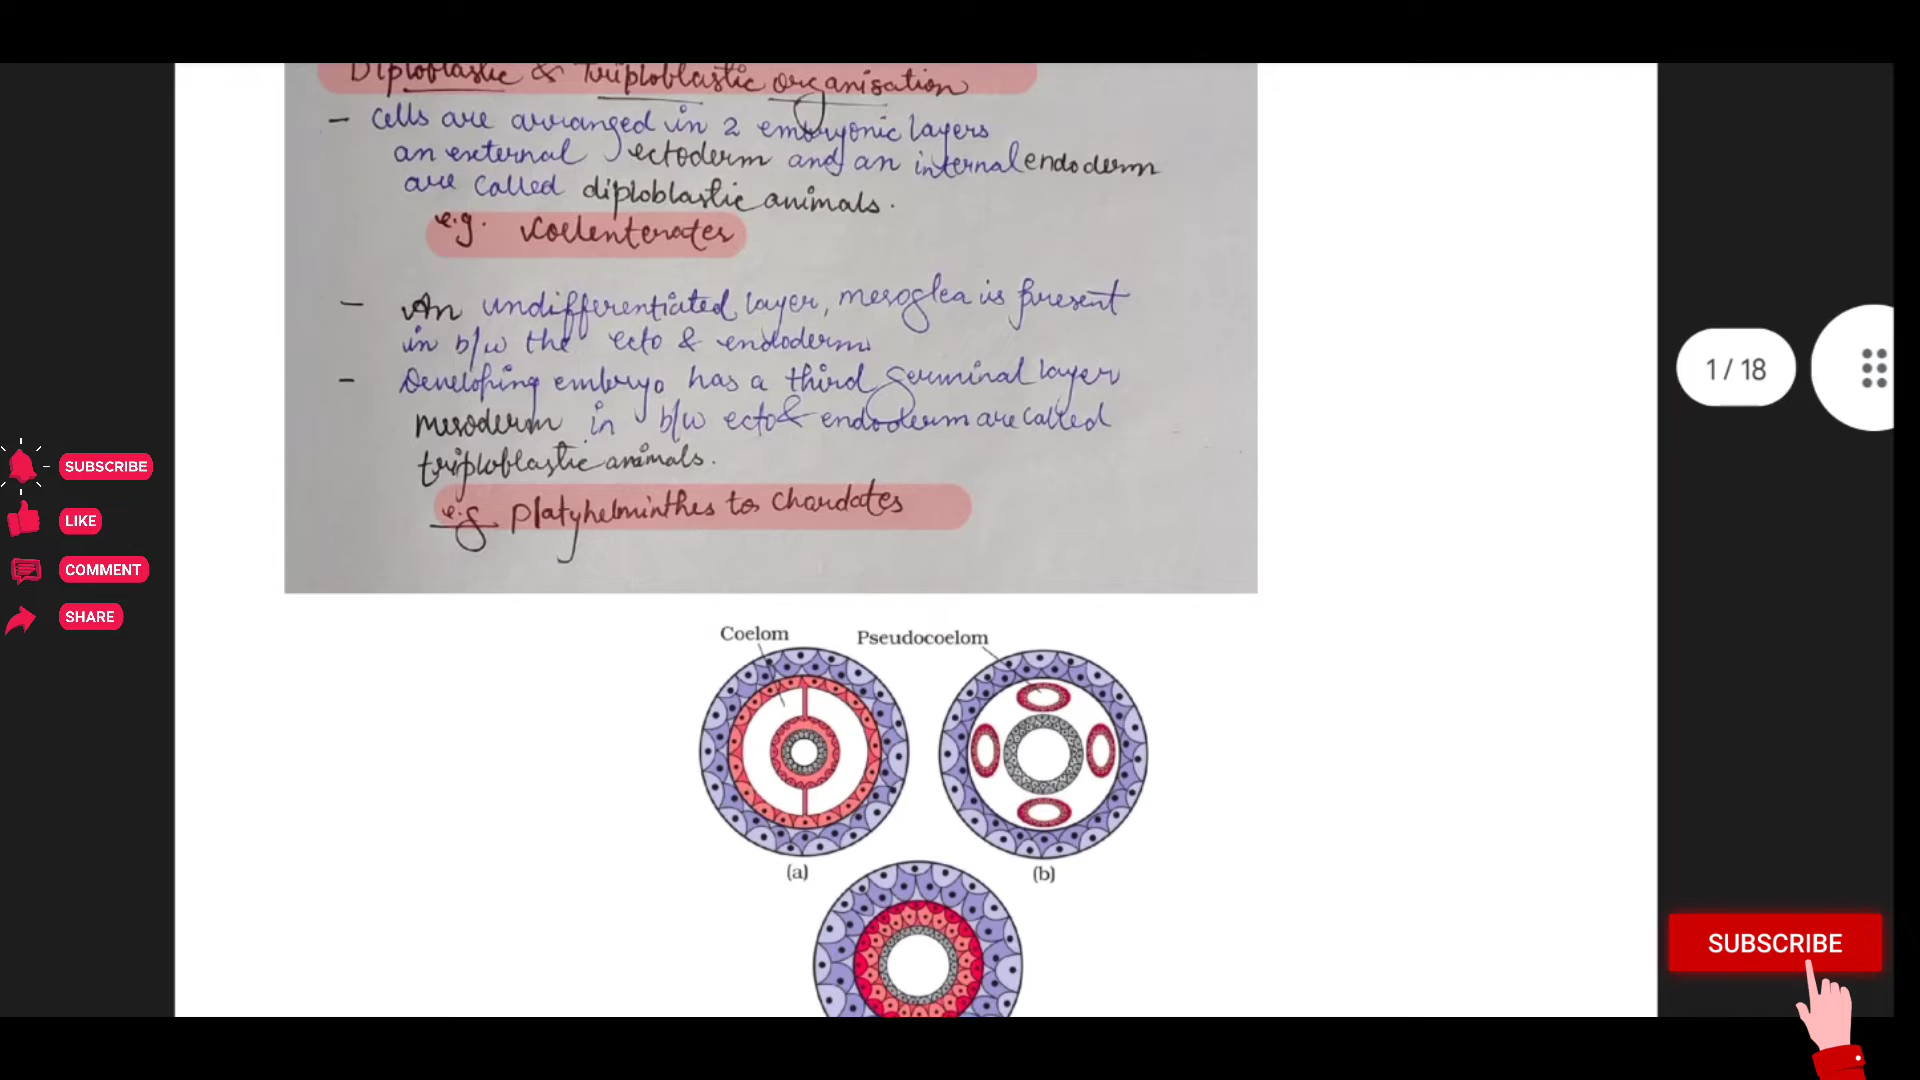 Diploblastic & Triploblastic organisation
- Cells are arranged in 2 embryonic layers
an external ectoderm and an internal endoderm
are called diploblastic animals.
e.g. Coelenterates
- An undifferentiated layer, mesoglea is present
in b/w the ecto & endoderm.
- Developing embryo has a third germinal layer
mesoderm in b/w ecto & endoderm are called
triploblastic animals.
e.g Platyhelminthes to Chordates
1 / 18
SUBSCRIBE
LIKE
COMMENT
SHARE
Coelom
Pseudocoelom
(a)
(b)
SUBSCRIBE